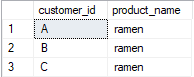 customer_id product_name
1 A ramen
2 B ramen
3 C ramen